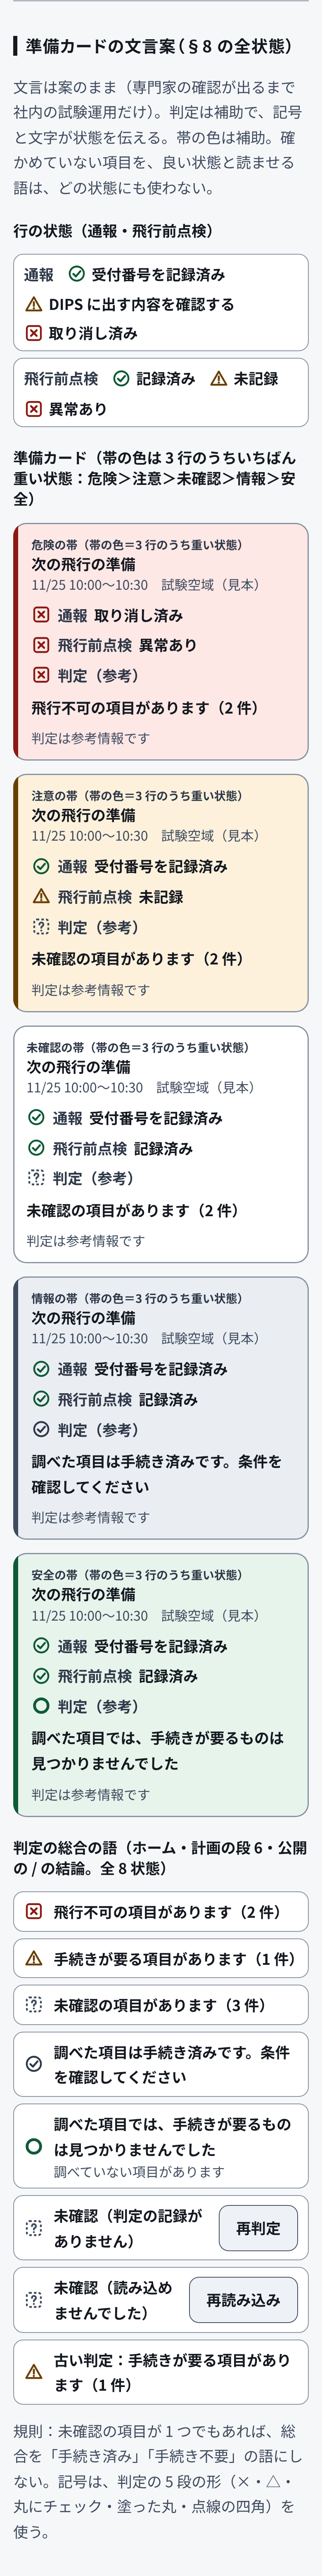 準備カードの文言案（§8 の全状態）
文言は案のまま（専門家の確認が出るまで
社内の試験運用だけ）。判定は補助で、記号
と文字が状態を伝える。帯の色は補助。確
かめていない項目を、良い状態と読ませる
語は、どの状態にも使わない。
行の状態（通報・飛行前点検）
通報 受付番号を記録済み
DIPS に出す内容を確認する
取り消し済み
飛行前点検 記録済み 未記録
異常あり
準備カード（帯の色は 3 行のうちいちばん
重い状態：危険＞注意＞未確認＞情報＞安
全）
危険の帯（帯の色＝3 行のうち重い状態）
次の飛行の準備
11/25 10:00〜10:30 試験空域（見本）
通報 取り消し済み
飛行前点検 異常あり
判定（参考）
飛行不可の項目があります（2 件）
判定は参考情報です
注意の帯（帯の色＝3 行のうち重い状態）
次の飛行の準備
11/25 10:00〜10:30 試験空域（見本）
通報 受付番号を記録済み
飛行前点検 未記録
判定（参考）
未確認の項目があります（2 件）
判定は参考情報です
未確認の帯（帯の色＝3 行のうち重い状態）
次の飛行の準備
11/25 10:00〜10:30 試験空域（見本）
通報 受付番号を記録済み
飛行前点検 記録済み
判定（参考）
未確認の項目があります（2 件）
判定は参考情報です
情報の帯（帯の色＝3 行のうち重い状態）
次の飛行の準備
11/25 10:00〜10:30 試験空域（見本）
通報 受付番号を記録済み
飛行前点検 記録済み
判定（参考）
調べた項目は手続き済みです。条件を
確認してください
判定は参考情報です
安全の帯（帯の色＝3 行のうち重い状態）
次の飛行の準備
11/25 10:00〜10:30 試験空域（見本）
通報 受付番号を記録済み
飛行前点検 記録済み
判定（参考）
調べた項目では、手続きが要るものは
見つかりませんでした
判定は参考情報です
判定の総合の語（ホーム・計画の段 6・公開
の / の結論。全 8 状態）
飛行不可の項目があります（2 件）
手続きが要る項目があります（1 件）
未確認の項目があります（3 件）
調べた項目は手続き済みです。条件
を確認してください
調べた項目では、手続きが要るもの
は見つかりませんでした
調べていない項目があります
未確認（判定の記録が
ありません）
再判定
未確認（読み込め
ませんでした）
再読み込み
古い判定：手続きが要る項目があり
ます（1 件）
規則：未確認の項目が 1 つでもあれば、総
合を「手続き済み」「手続き不要」の語にし
ない。記号は、判定の 5 段の形（×・△・
丸にチェック・塗った丸・点線の四角）を
使う。